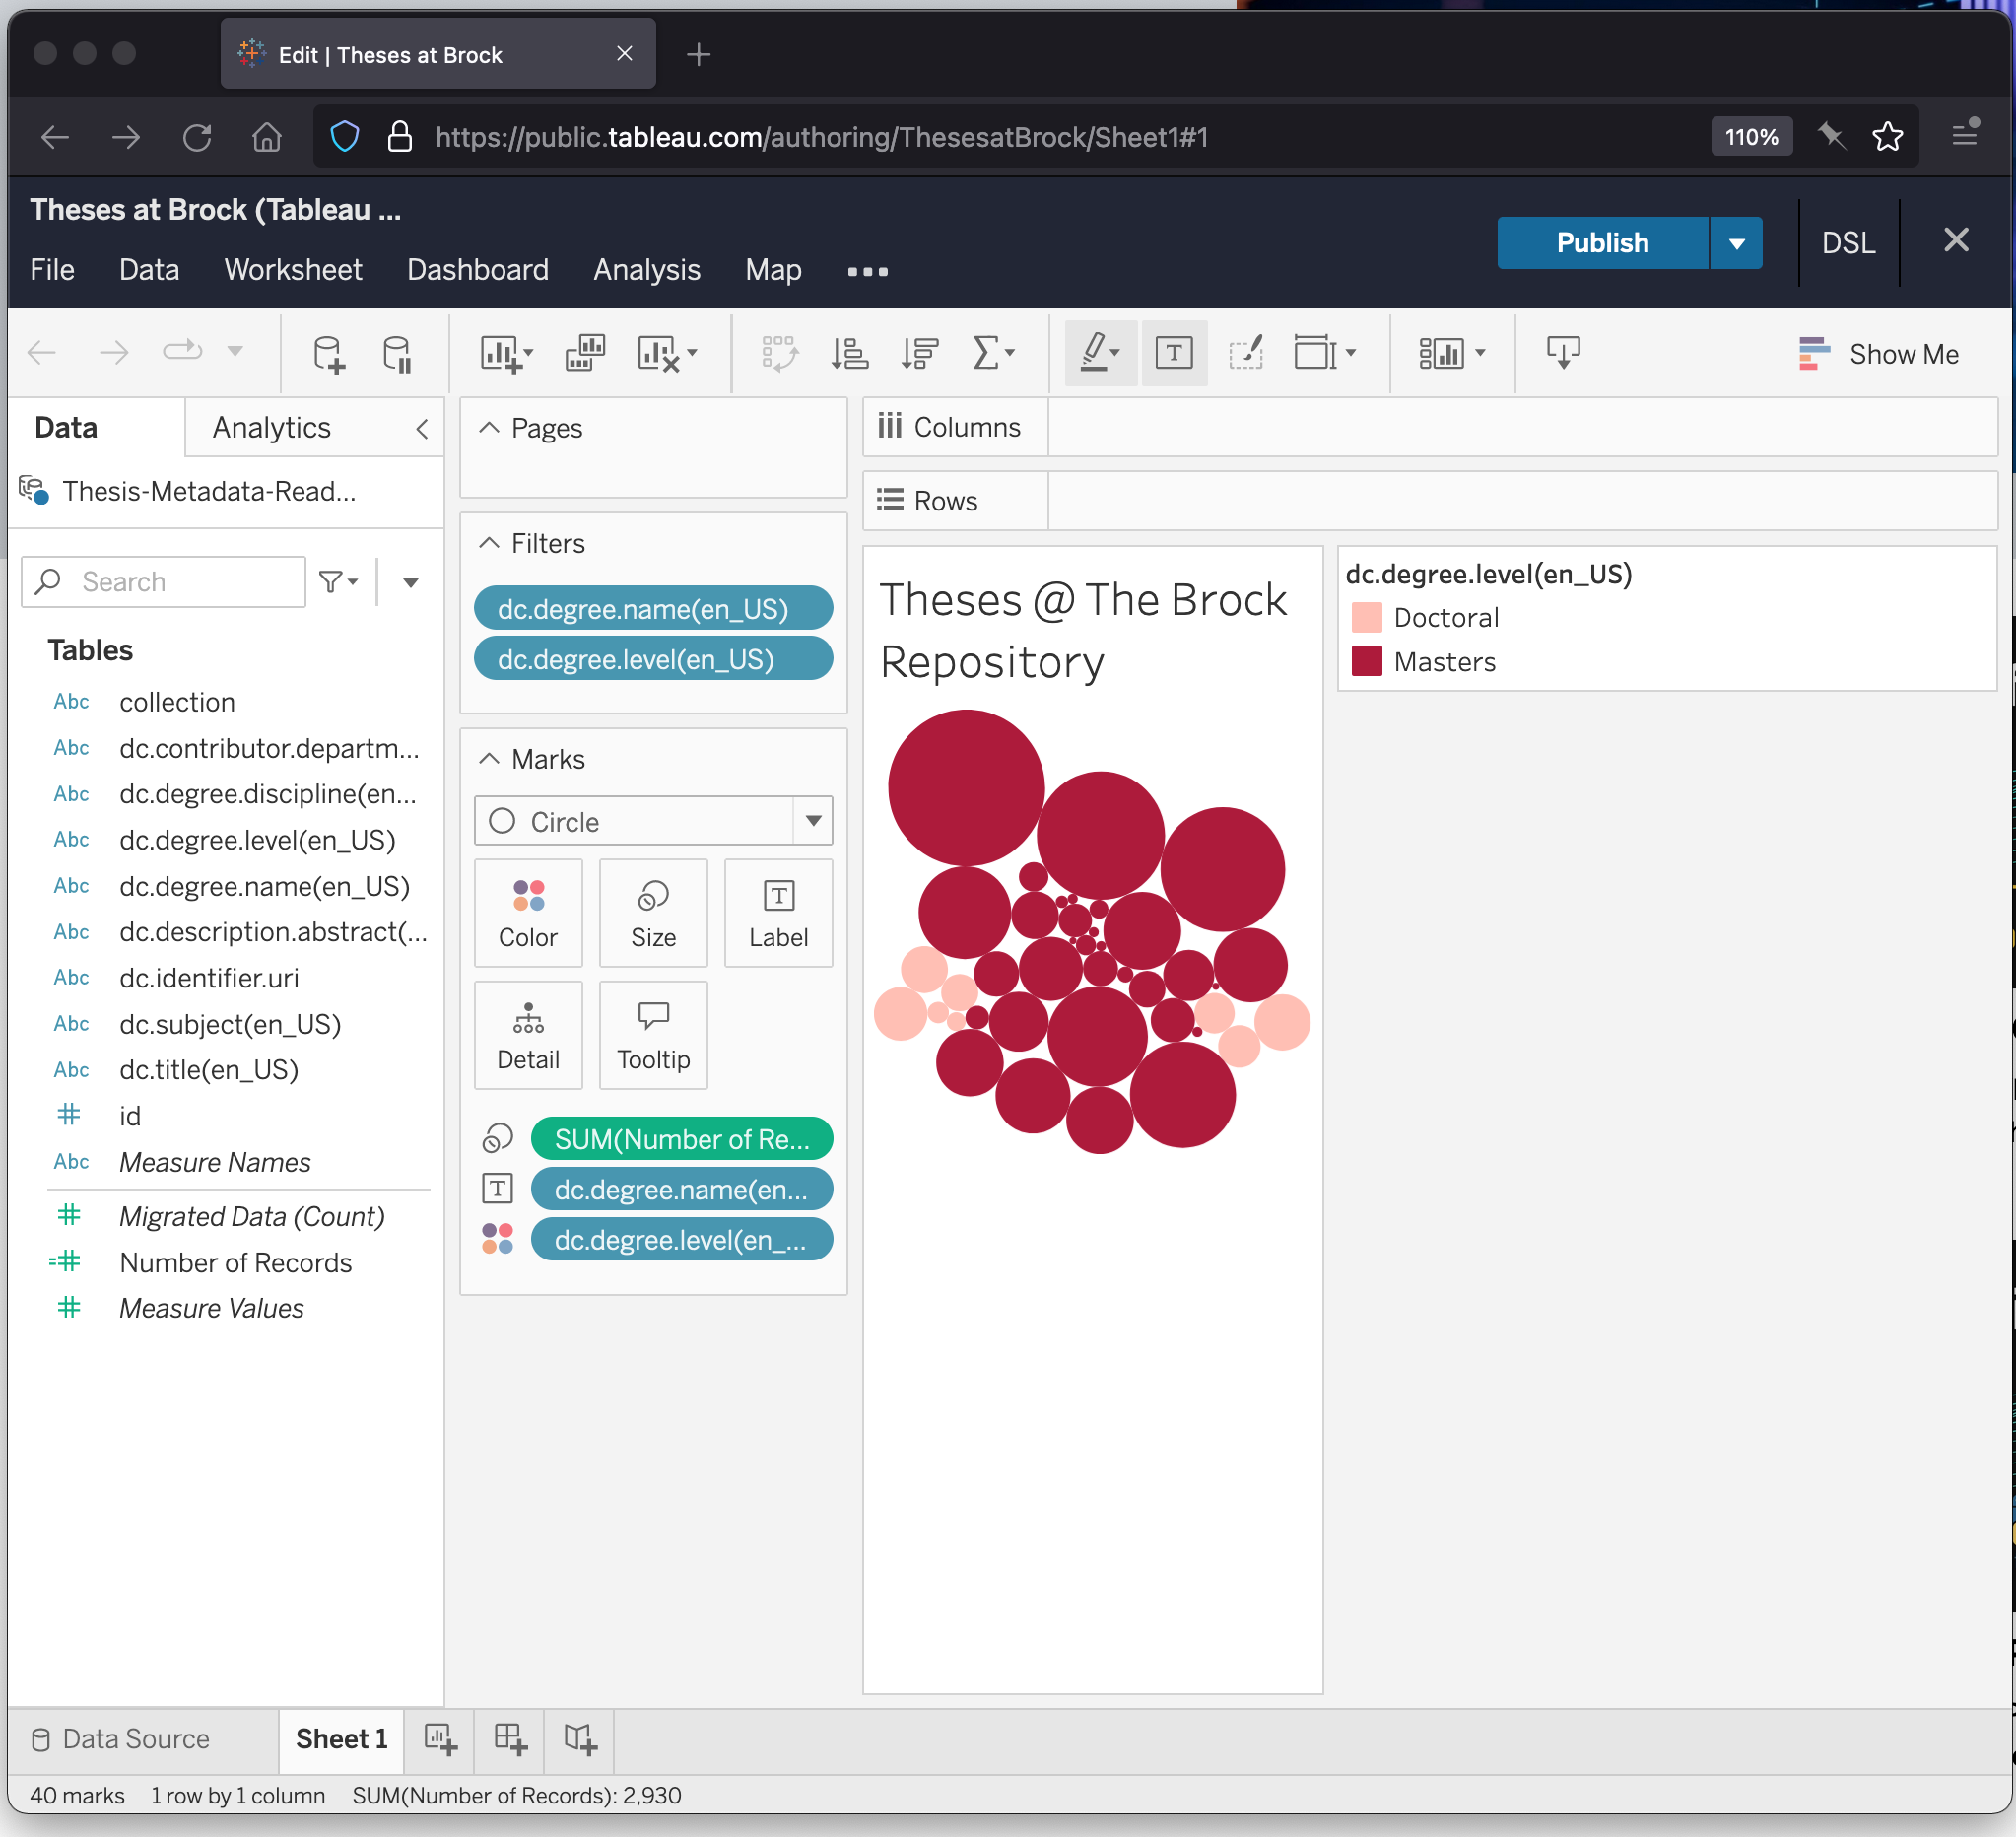 Edit | Theses at Brock
https://public.tableau.com/authoring/ThesesatBrock/Sheet1#1
110%
Theses at Brock (Tableau ...
File Data Worksheet Dashboard Analysis Map
Publish
DSL
Show Me
Data
Analytics
Thesis-Metadata-Read...
Search
Tables
Abc collection
Abc dc.contributor.departm...
Abc dc.degree.discipline(en...
Abc dc.degree.level(en_US)
Abc dc.degree.name(en_US)
Abc dc.description.abstract(...
Abc dc.identifier.uri
Abc dc.subject(en_US)
Abc dc.title(en_US)
# id
Abc Measure Names
# Migrated Data (Count)
=# Number of Records
# Measure Values
Pages
Filters
dc.degree.name(en_US)
dc.degree.level(en_US)
Marks
Circle
Color
Size
T
Label
Detail
Tooltip
SUM(Number of Re...
T dc.degree.name(en...
dc.degree.level(en_...
Columns
Rows
Theses @ The Brock
Repository
dc.degree.level(en_US)
Doctoral
Masters
Data Source
Sheet 1
40 marks 1 row by 1 column SUM(Number of Records): 2,930